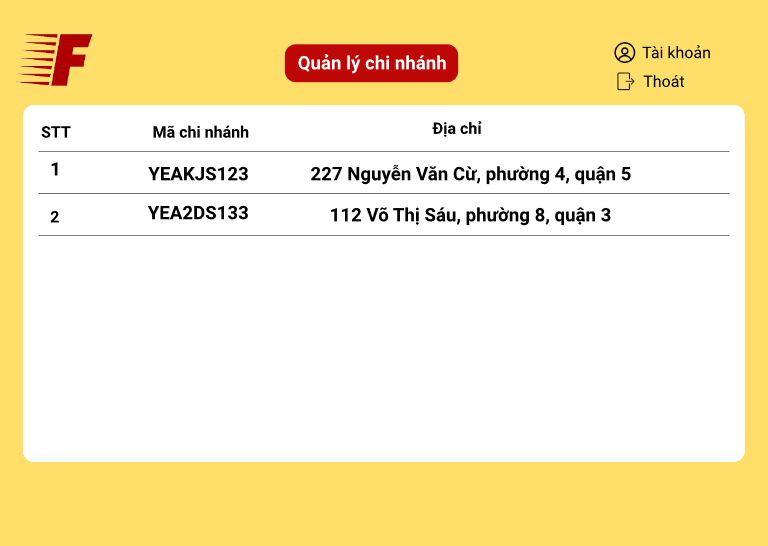 F
Quản lý chi nhánh
Tài khoản
Thoát
STT Mã chi nhánh Địa chỉ
1 YEAKJS123 227 Nguyễn Văn Cừ, phường 4, quận 5
2 YEA2DS133 112 Võ Thị Sáu, phường 8, quận 3